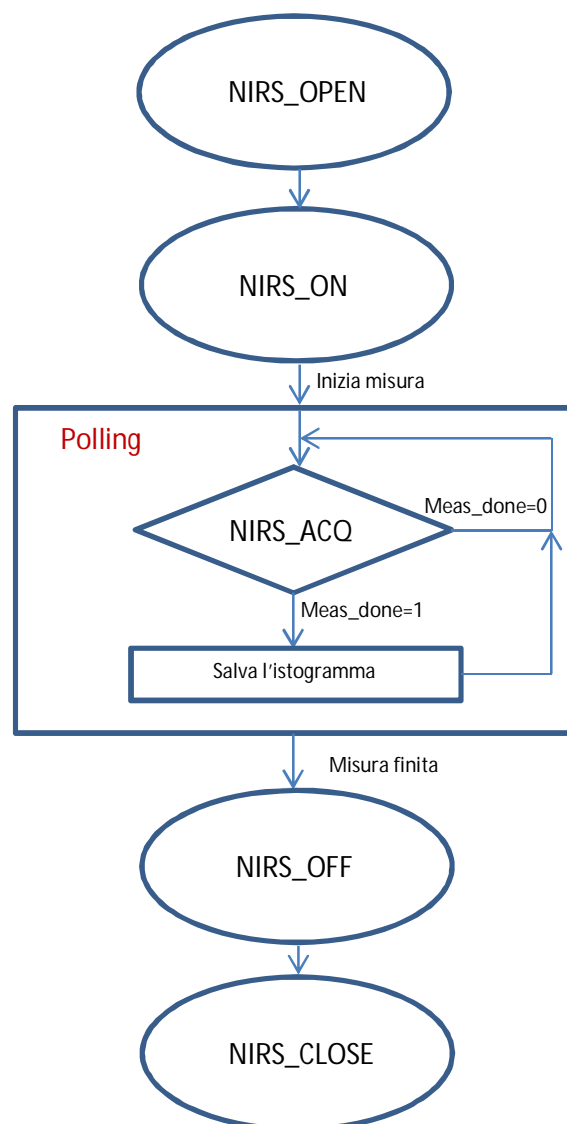 NIRS_OPEN
NIRS_ON
Inizia misura
Polling
Meas_done=0
NIRS_ACQ
Meas_done=1
Salva l'istogramma
Misura finita
NIRS_OFF
NIRS_CLOSE